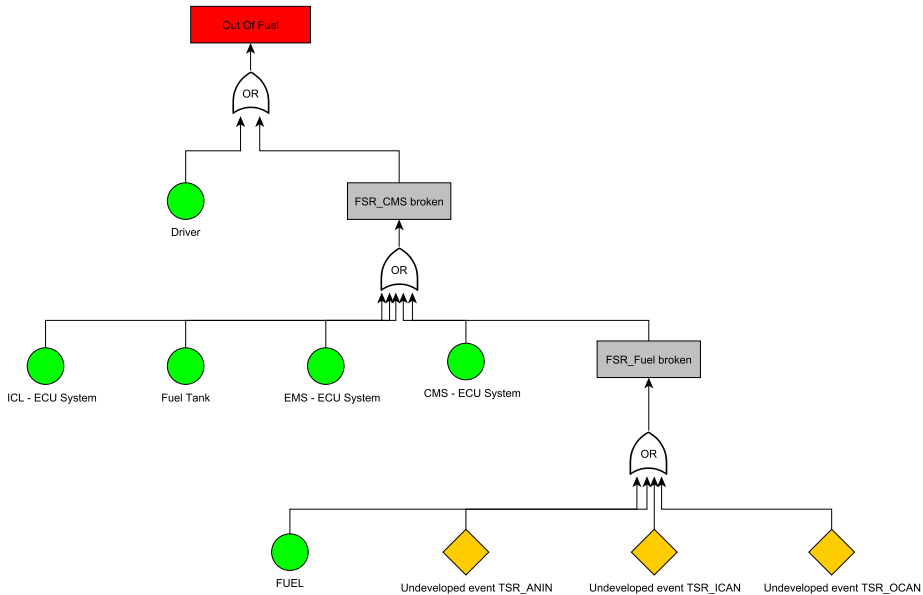 Out Of Fuel
OR
Driver
FSR_CMS broken
OR
ICL - ECU System
Fuel Tank
EMS - ECU System
CMS - ECU System
FSR_Fuel broken
OR
FUEL
Undeveloped event TSR_ANIN
Undeveloped event TSR_ICAN
Undeveloped event TSR_OCAN